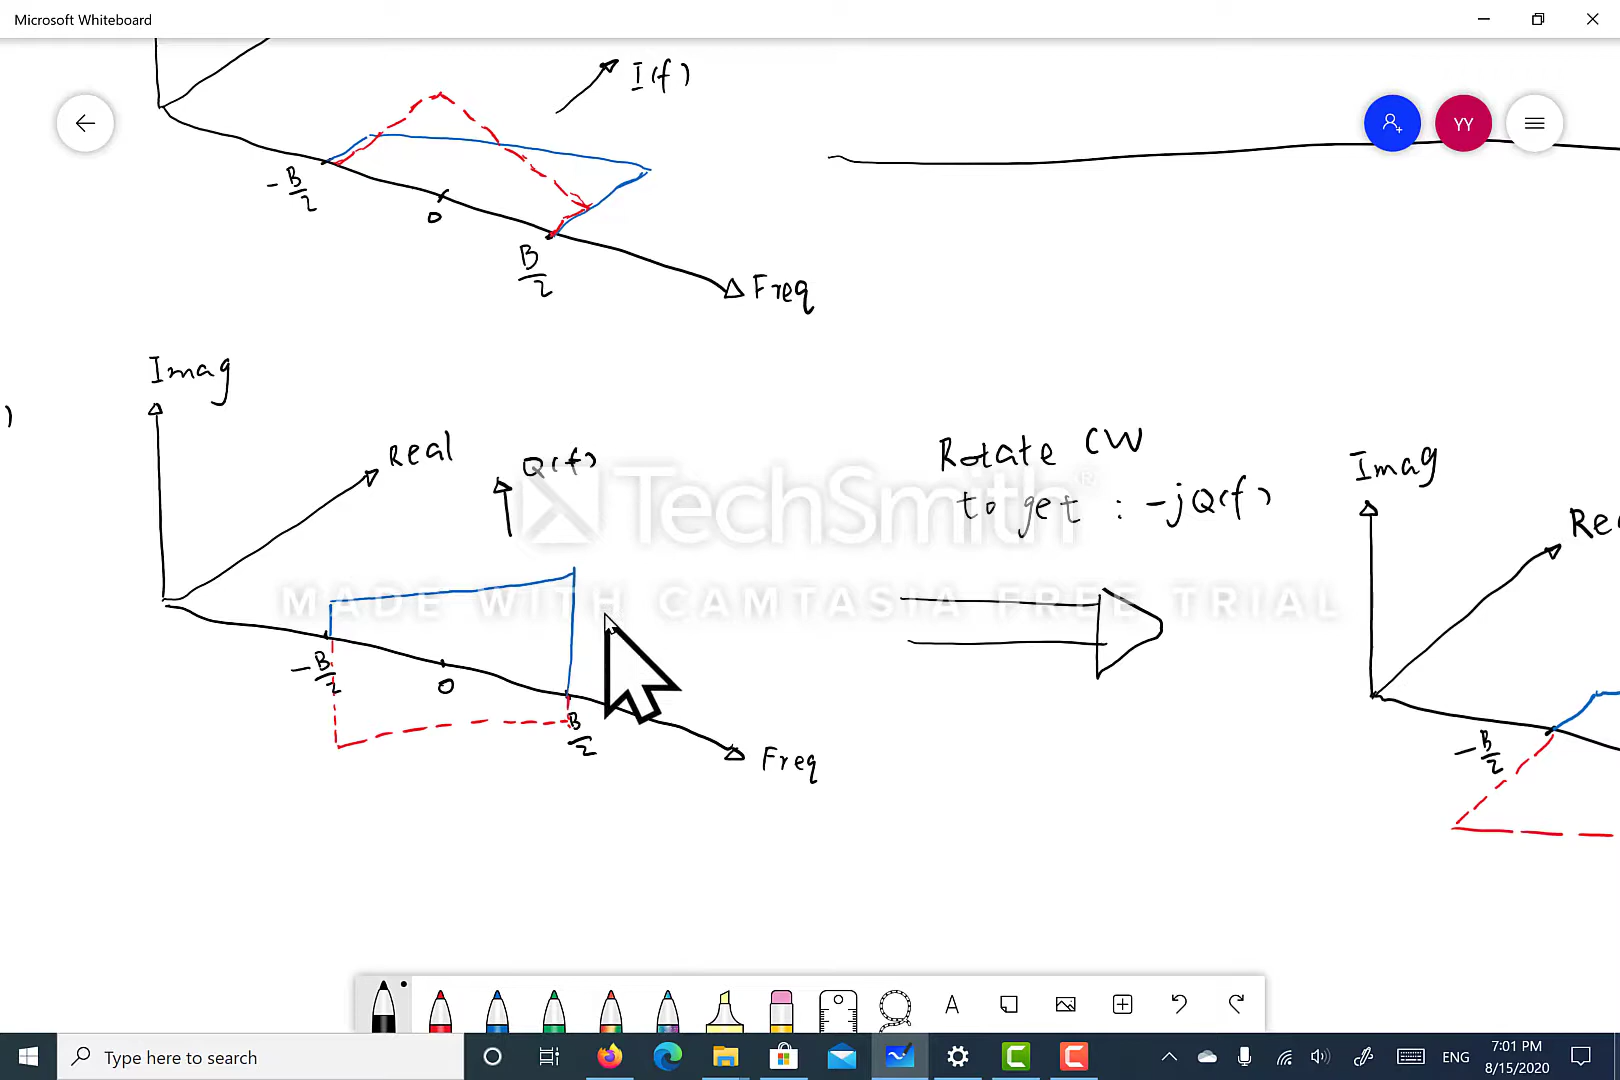 Microsoft Whiteboard
I(f)
YY
-B/2
0
B/2
Freq
Imag
)
Real
Q(f)
Rotate CW
to get : -jQ(f)
Imag
Re
TechSmith®
MADE WITH CAMTASIA FREE TRIAL
-B/2
0
B/2
Freq
-B/2
A
Type here to search
ENG
7:01 PM
8/15/2020